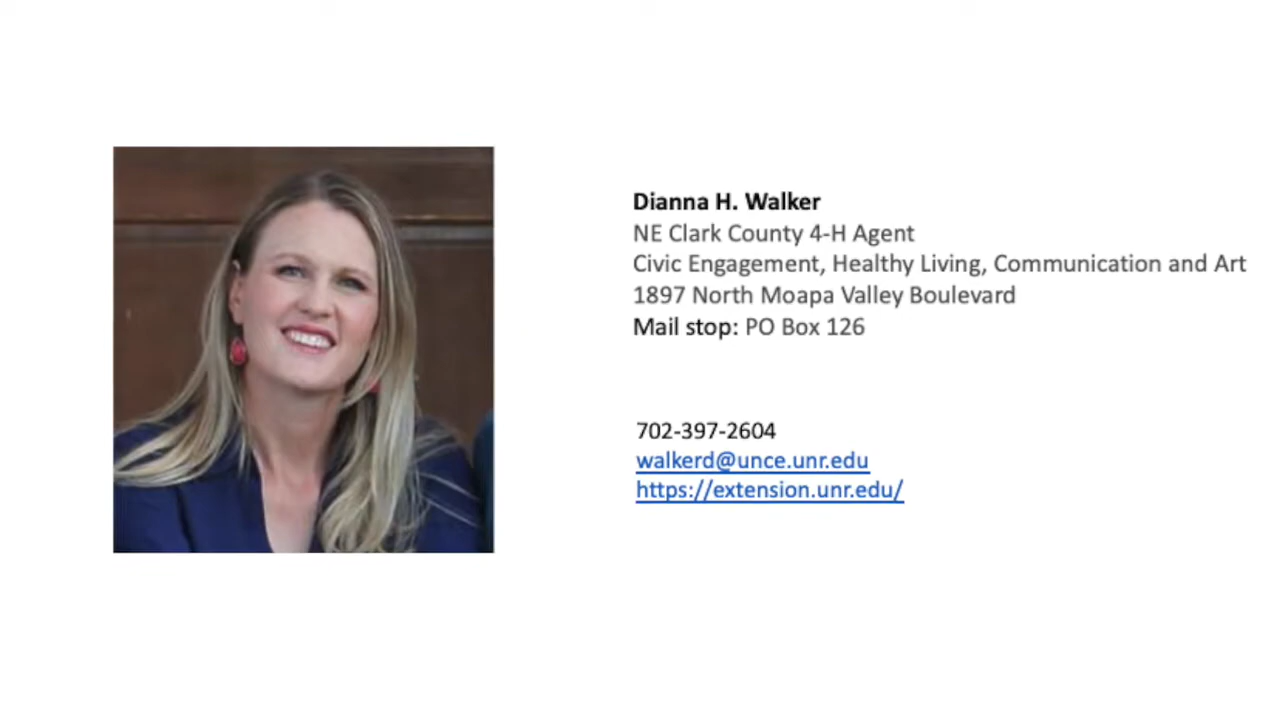 Dianna H. Walker
NE Clark County 4-H Agent
Civic Engagement, Healthy Living, Communication and Art
1897 North Moapa Valley Boulevard
Mail stop: PO Box 126
702-397-2604
walkerd@unce.unr.edu
https://extension.unr.edu/